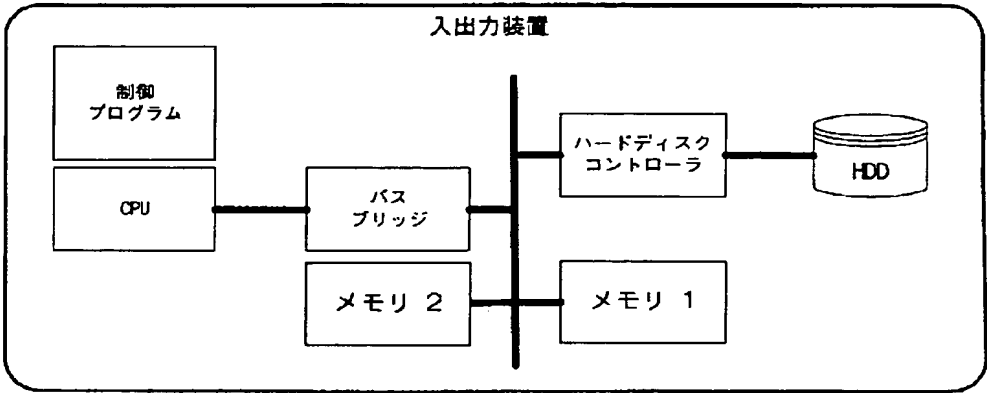 入出力装置
制御
プログラム
CPU
バス
ブリッジ
ハードディスク
コントローラ
HDD
メモリ 2
メモリ 1